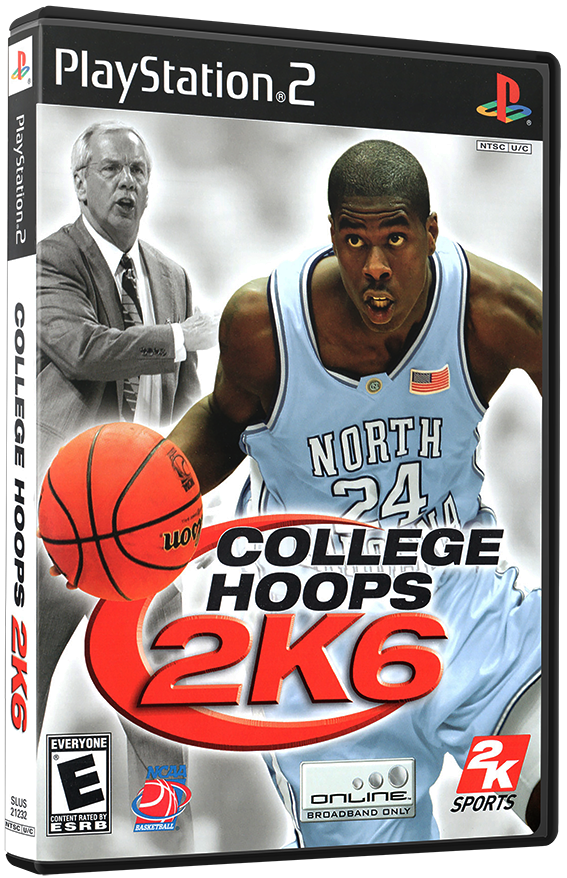 PlayStation®2
NTSC U/C
PlayStation®2
COLLEGE HOOPS 2K6
SLUS
21232
NTSC U/C
NORTH
24
COLLEGE
HOOPS
2K6
EVERYONE
E
CONTENT RATED BY
ESRB
NCAA
BASKETBALL
ONLINE
BROADBAND ONLY
2K
SPORTS